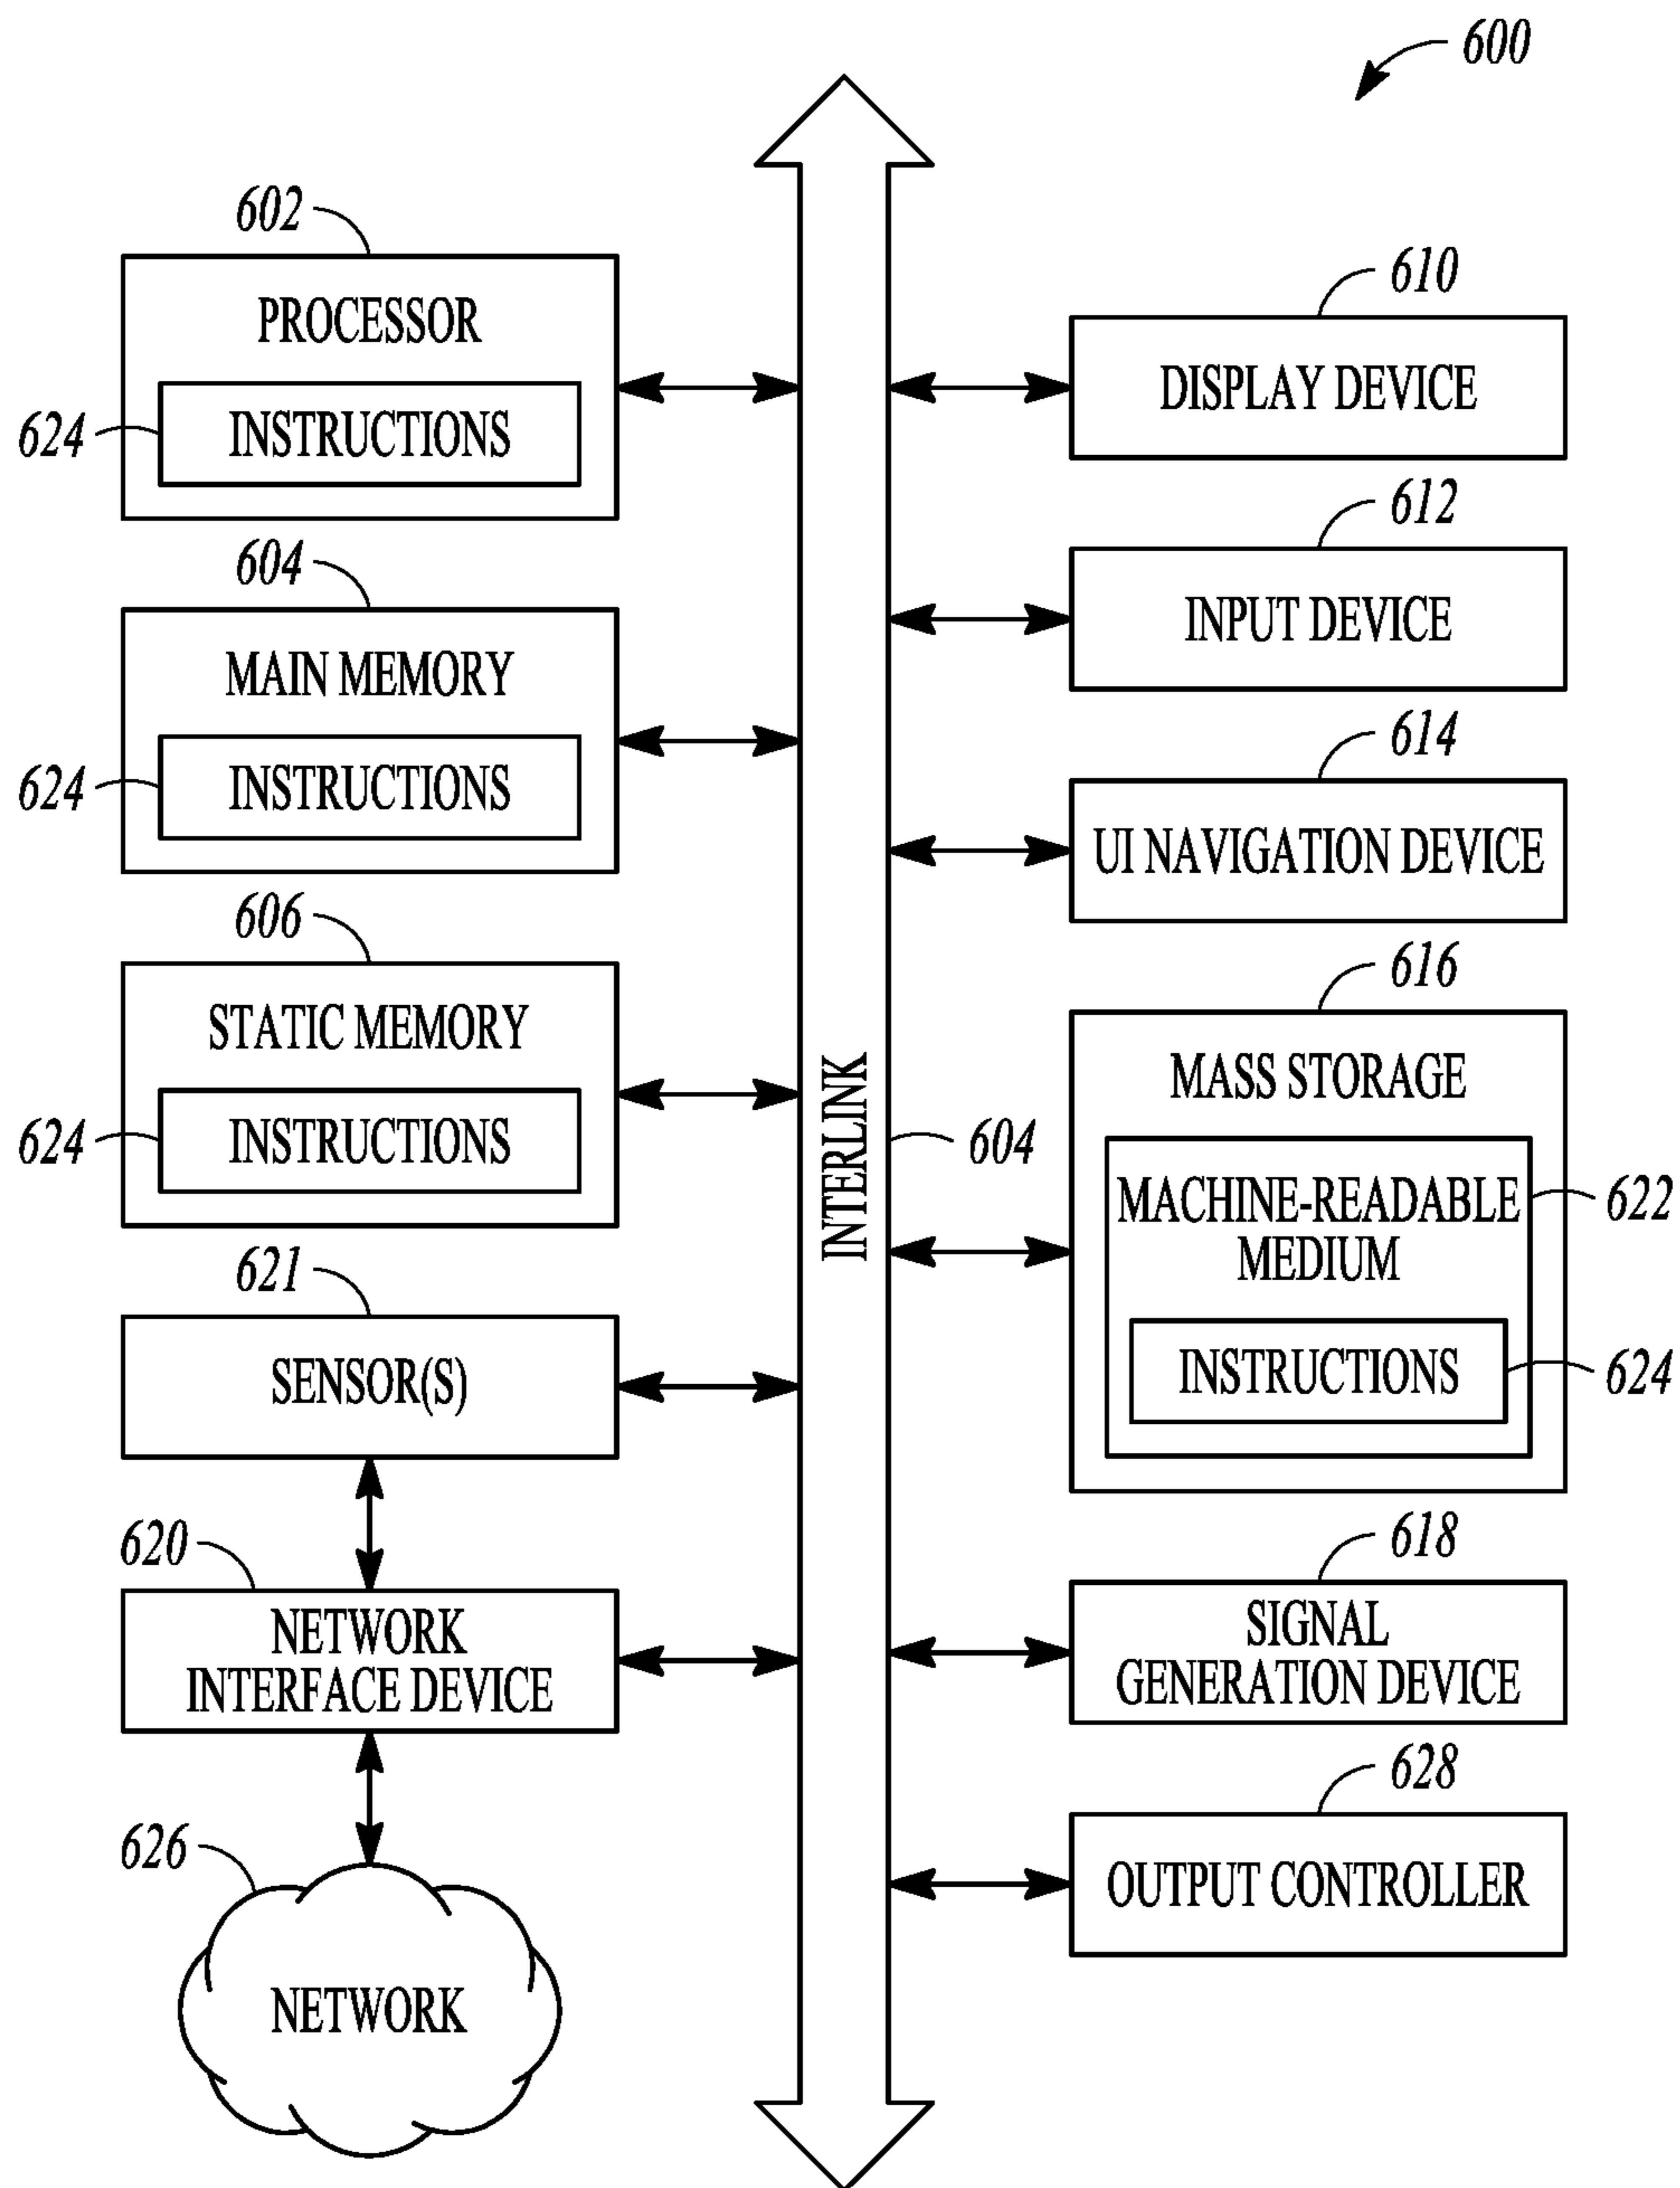 600
602
PROCESSOR
624
INSTRUCTIONS
604
MAIN MEMORY
624
INSTRUCTIONS
606
STATIC MEMORY
624
INSTRUCTIONS
621
SENSOR(S)
620
NETWORK
INTERFACE DEVICE
626
NETWORK
INTERLINK
604
610
DISPLAY DEVICE
612
INPUT DEVICE
614
UI NAVIGATION DEVICE
616
MASS STORAGE
MACHINE-READABLE
MEDIUM
622
INSTRUCTIONS
624
618
SIGNAL
GENERATION DEVICE
628
OUTPUT CONTROLLER